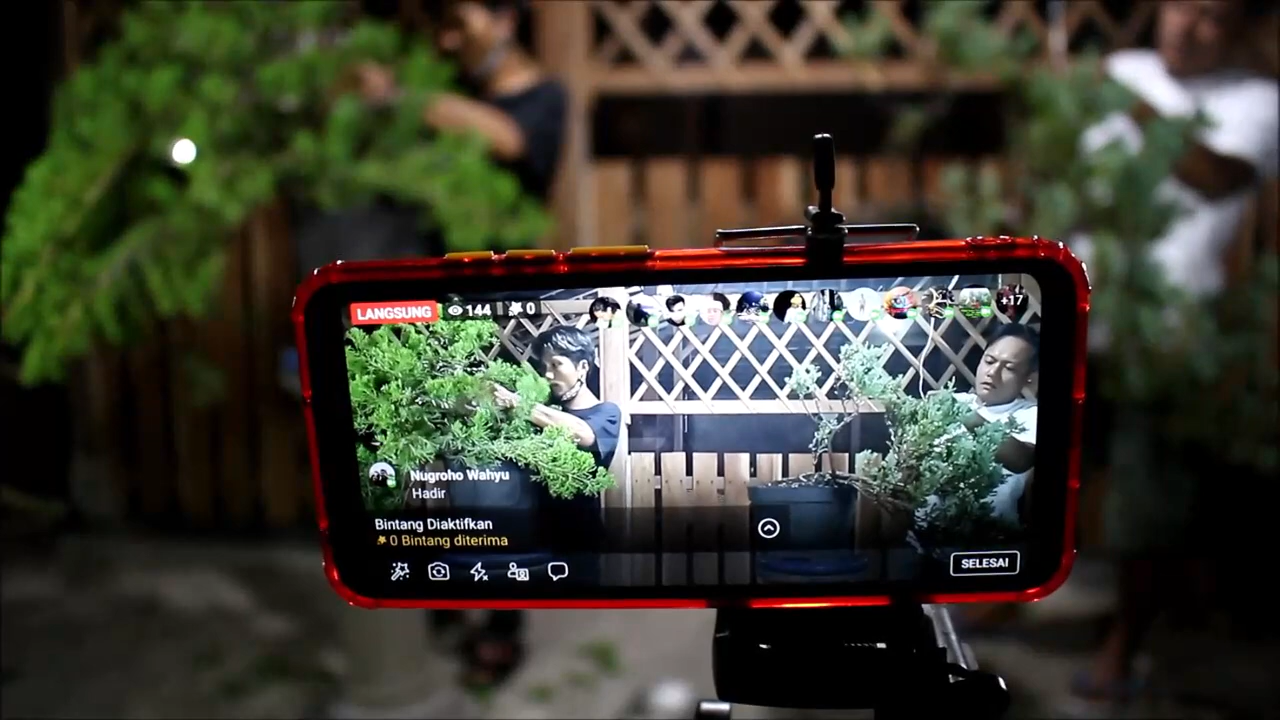 LANGSUNG 144 0 +17
Nugroho Wahyu
Hadir
Bintang Diaktifkan
0 Bintang diterima
SELESAI